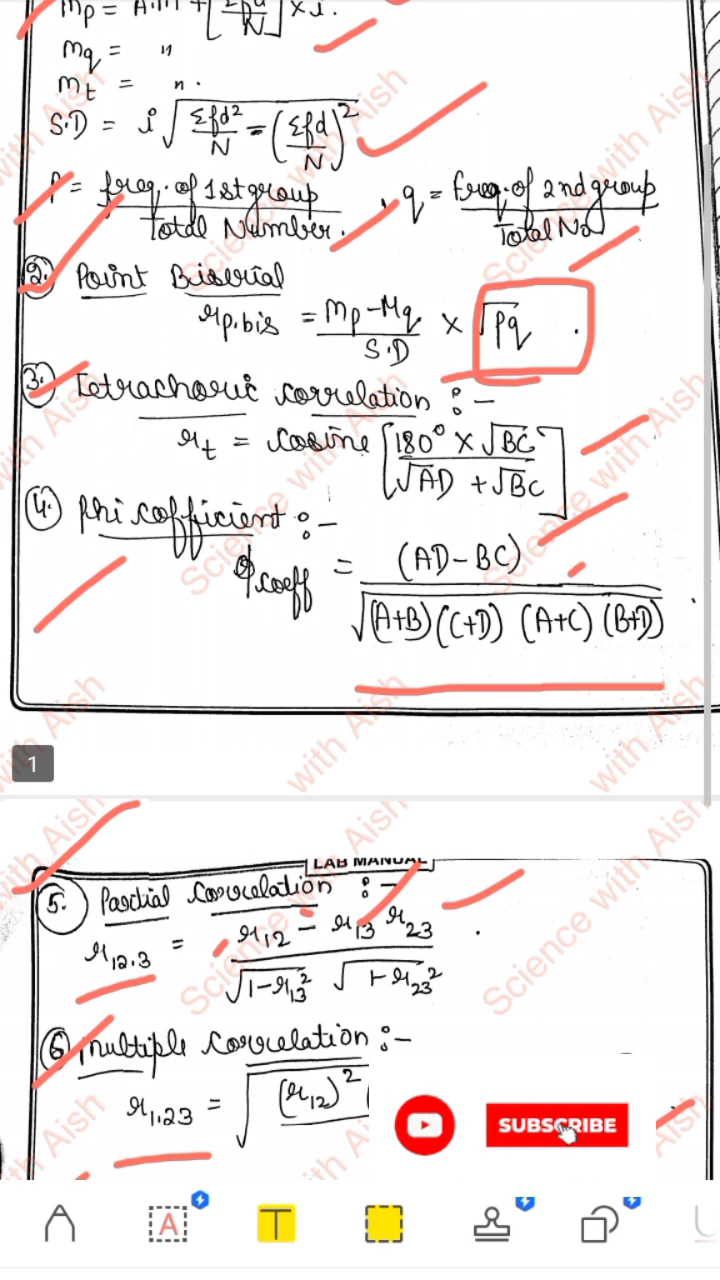 mp = A.M + [Σfd/N] × i.
mq = "
mt = " .
S.D = i √ Σfd²/N - (Σfd/N)²
P = freq. of 1st group / Total Number. , q = freq. of 2nd group / Total No
2. Point Biserial
rp.bis = Mp-Mq / S.D × √pq .
3. Tetrachoric correlation :-
rt = cosine [180° × √BC / √AD + √BC]
4. Phi cofficient :-
φcoeff = (AD-BC) / √(A+B)(C+D) (A+C) (B+D) .
1
LAB MANUAL
5. Partial Correlation :-
r12.3 = r12 - r13 r23 / √1-r13² √1-r23² .
6 Multiple Correlation :-
r1.23 = √ (r12)²
SUBSCRIBE
Science with Aish
A
T